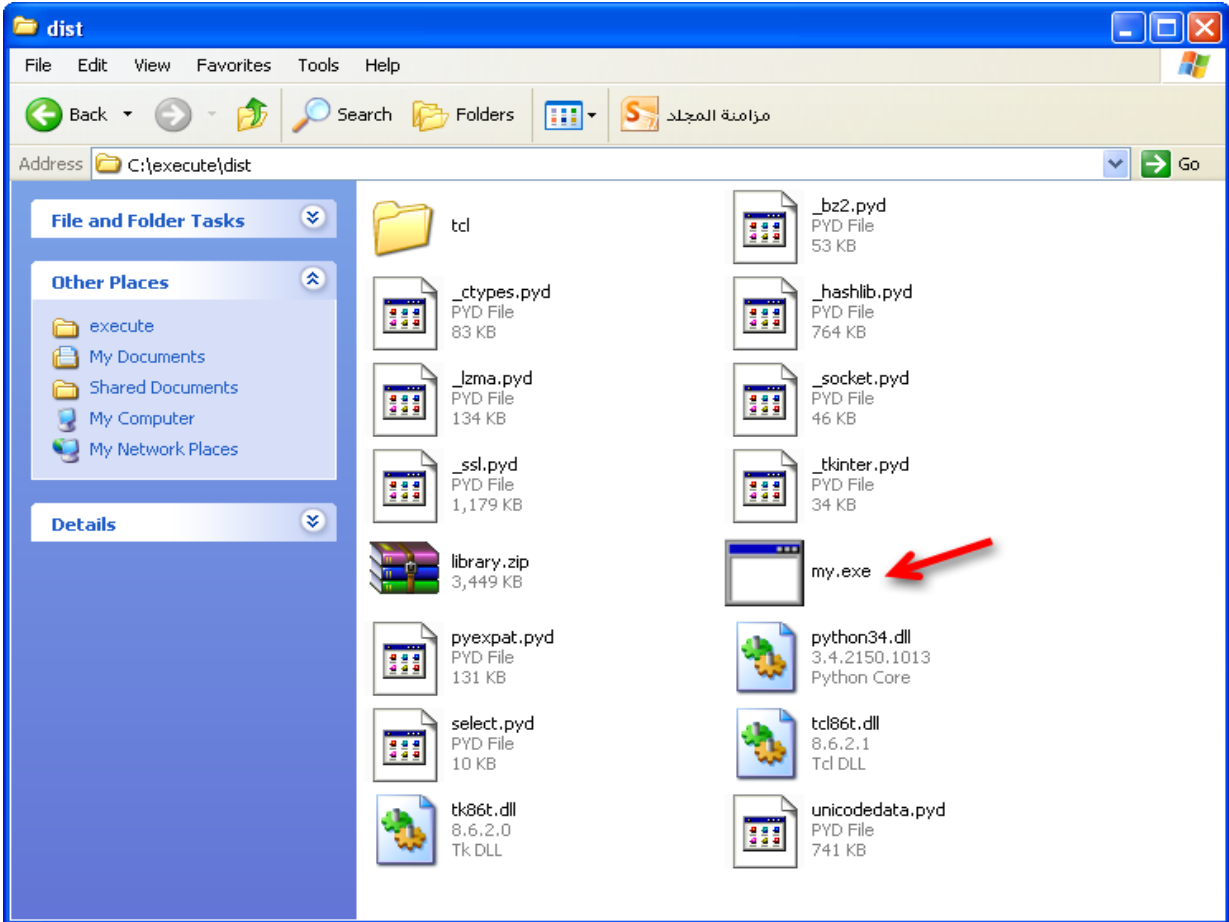 dist
File Edit View Favorites Tools Help
Back Search Folders مزامنة المجلد
Address C:\execute\dist Go
File and Folder Tasks
Other Places
execute
My Documents
Shared Documents
My Computer
My Network Places
Details
tcl
_bz2.pyd
PYD File
53 KB
_ctypes.pyd
PYD File
83 KB
_hashlib.pyd
PYD File
764 KB
_lzma.pyd
PYD File
134 KB
_socket.pyd
PYD File
46 KB
_ssl.pyd
PYD File
1,179 KB
_tkinter.pyd
PYD File
34 KB
library.zip
3,449 KB
my.exe
pyexpat.pyd
PYD File
131 KB
python34.dll
3.4.2150.1013
Python Core
select.pyd
PYD File
10 KB
tcl86t.dll
8.6.2.1
Tcl DLL
tk86t.dll
8.6.2.0
Tk DLL
unicodedata.pyd
PYD File
741 KB